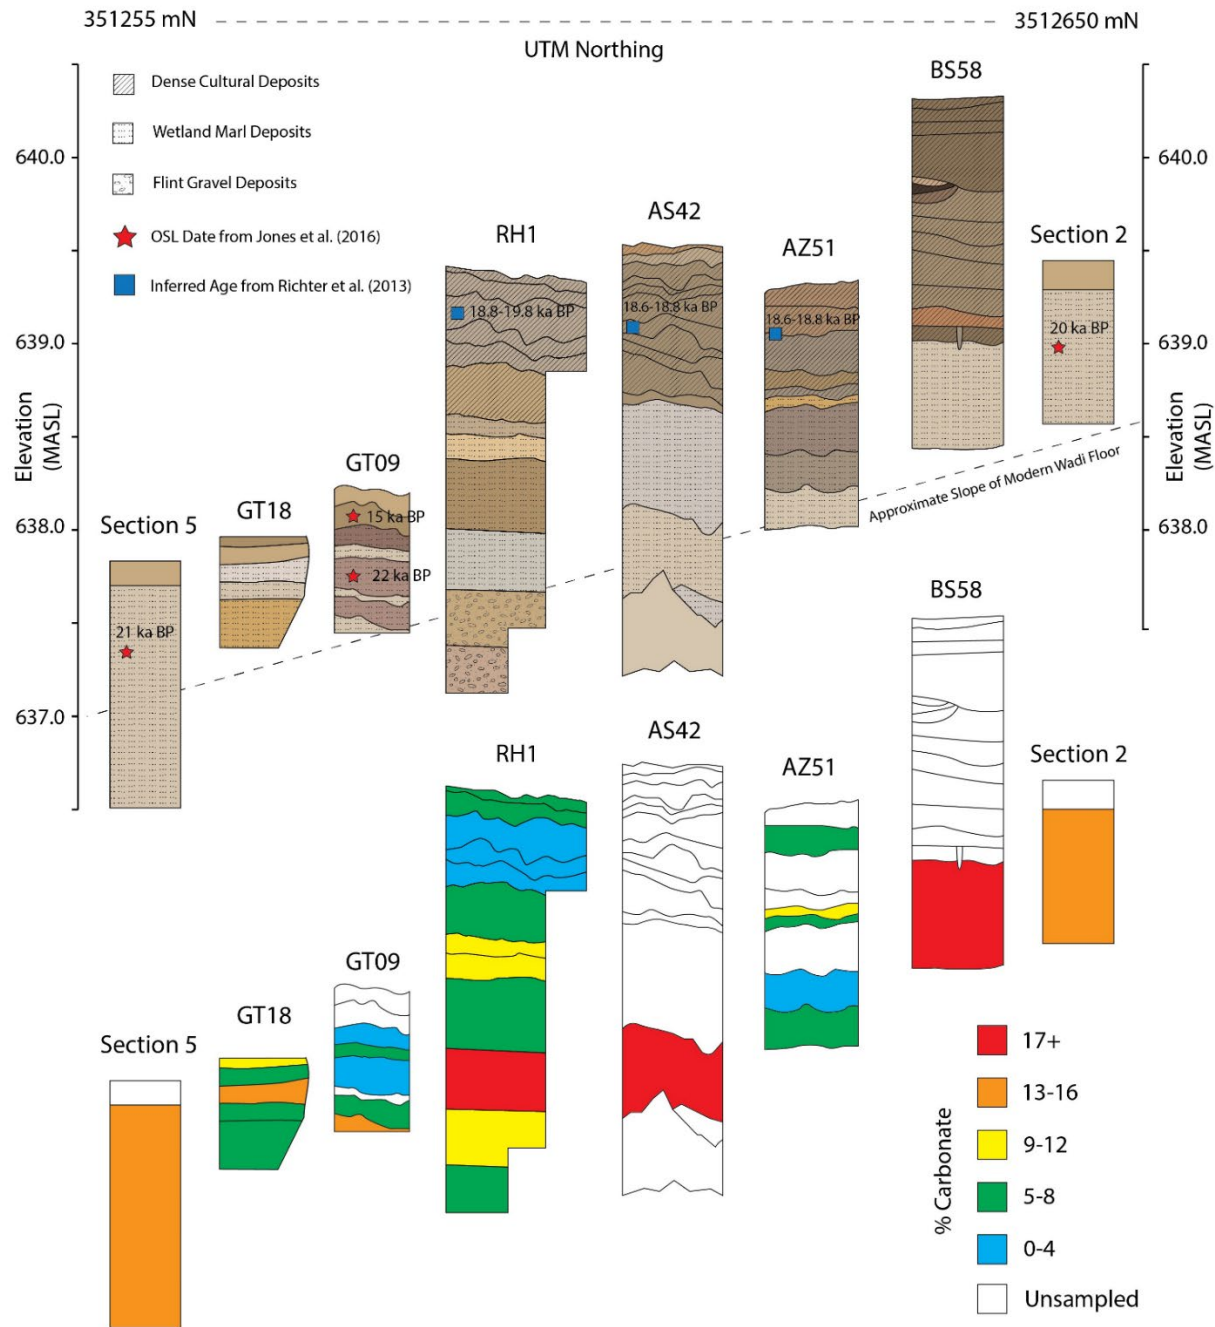 351255 mN
3512650 mN
UTM Northing
BS58
Dense Cultural Deposits
Wetland Marl Deposits
640.0
640.0
Flint Gravel Deposits
AS42
OSL Date from Jones et al. (2016)
RH1
Section 2
AZ51
Inferred Age from Richter et al. (2013)
18.8-19.8 ka BP
18.6-18.8 ka BP
18.6-18.8 ka BP
20 ka BP
639.0
639.0
Elevation
(MASL)
Elevation
(MASL)
GT09
Approximate Slope of Modern Wadi Floor
GT18
Section 5
15 ka BP
638.0
638.0
22 ka BP
BS58
21 ka BP
637.0
AS42
RH1
Section 2
AZ51
GT09
GT18
Section 5
% Carbonate
17+
13-16
9-12
5-8
0-4
Unsampled